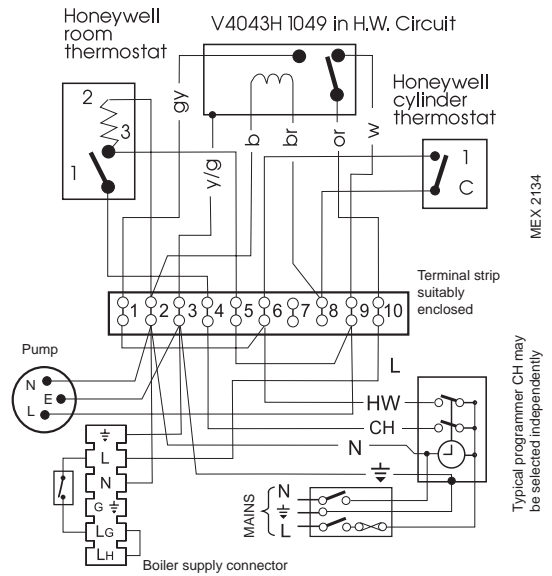 Honeywell
room
thermostat
V4043H 1049 in H.W. Circuit
Honeywell
cylinder
thermostat
2
3
1
gy
y/g
b
br
or
w
1
C
MEX 2134
Terminal strip
suitably
enclosed
1 2 3 4 5 6 7 8 9 10
Pump
N
E
L
L
HW
CH
N
Typical programmer CH may
be selected independently
L
N
G
LG
LH
MAINS
N
L
Boiler supply connector